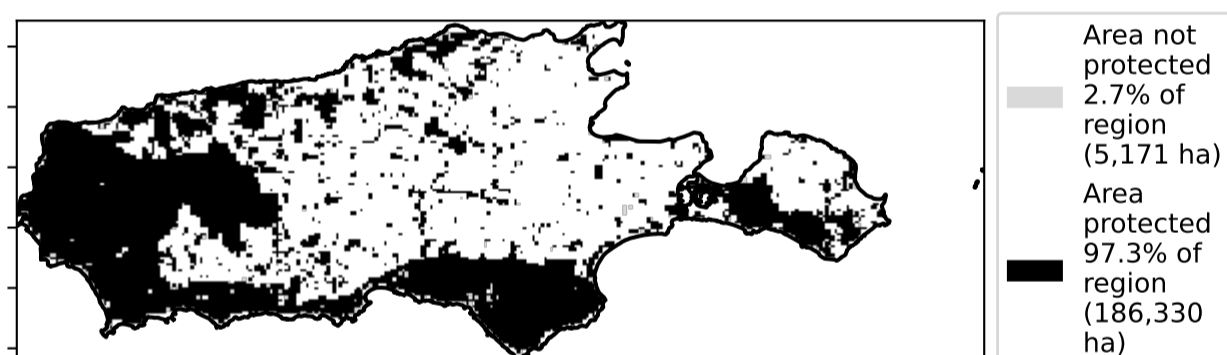 Area not
protected
2.7% of
region
(5,171 ha)
Area
protected
97.3% of
region
(186,330
ha)